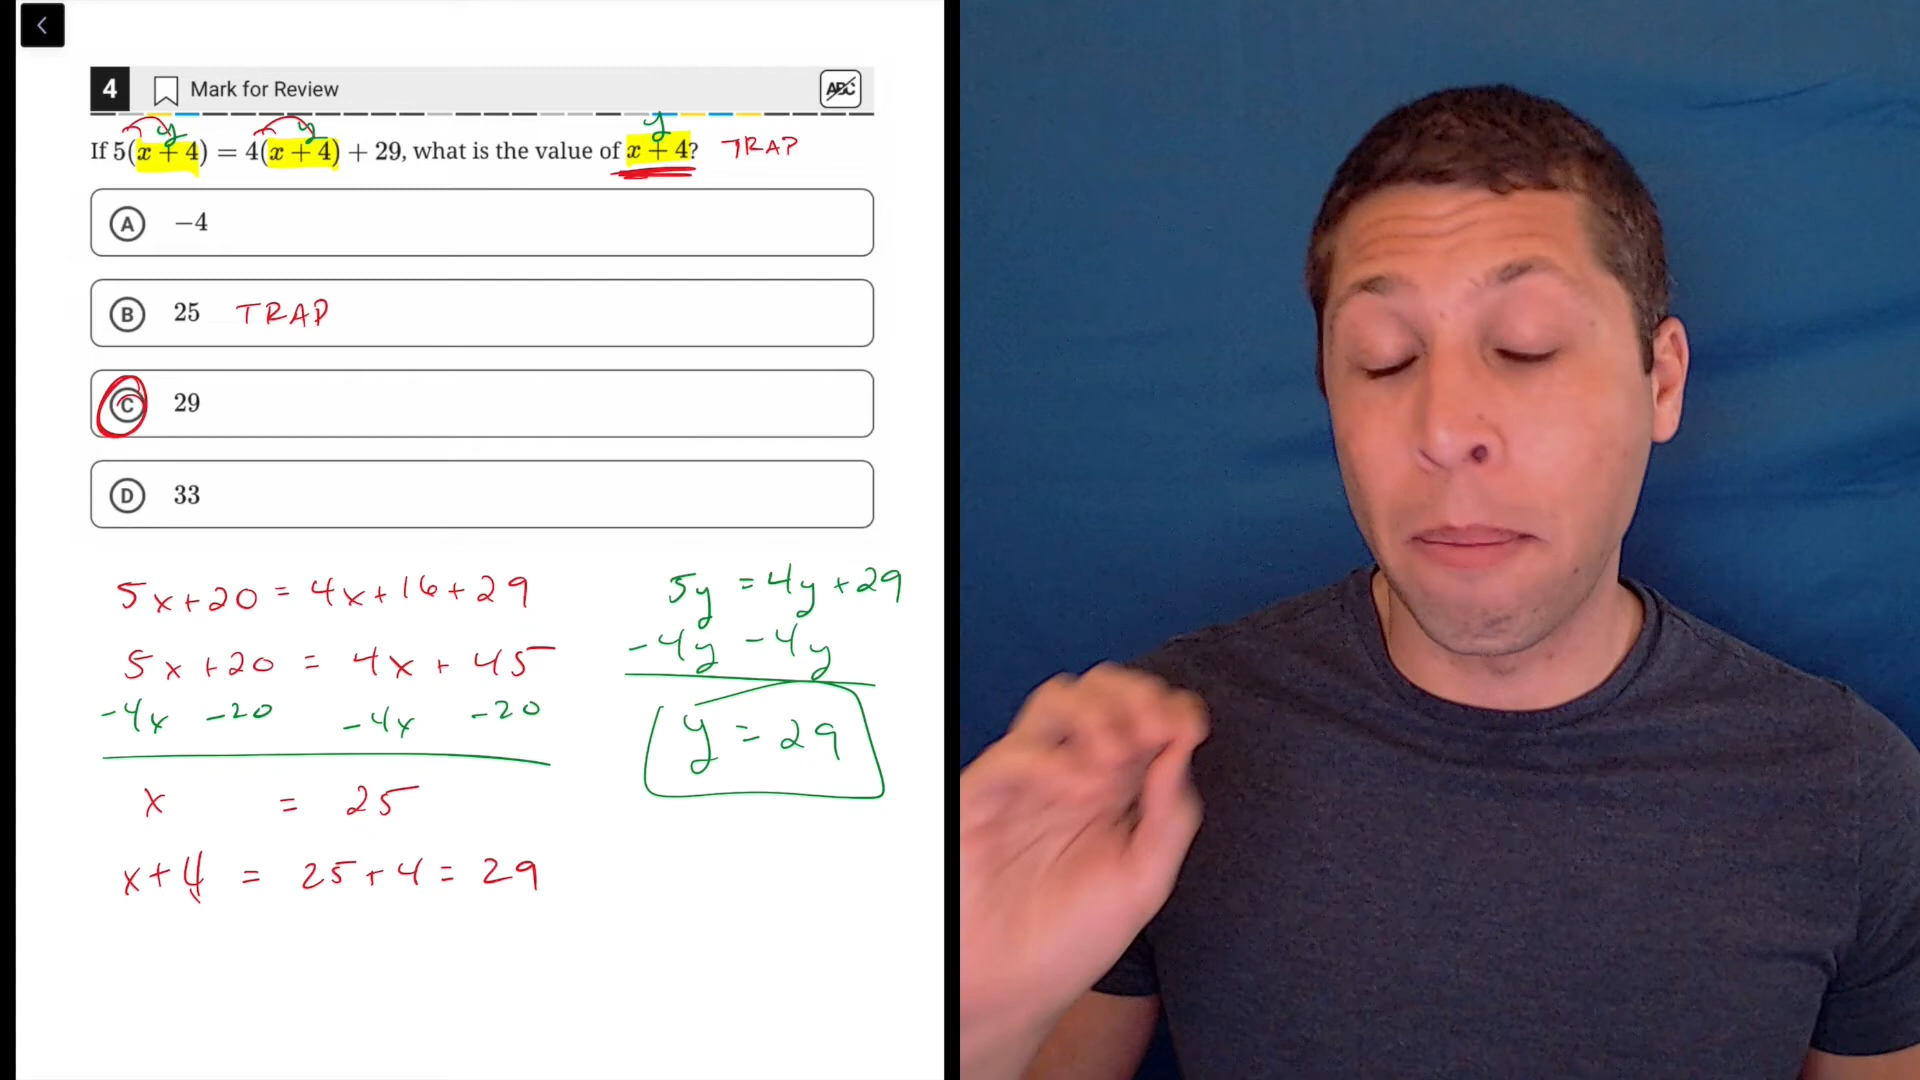 4 Mark for Review ABC
y y y
If 5(x + 4) = 4(x + 4) + 29, what is the value of x + 4? TRAP
A −4
B 25 TRAP
C 29
D 33
5x+20 = 4x+16+29
5x+20 = 4x+45
-4x -20 -4x -20
x = 25
x+4 = 25+4 = 29
5y = 4y+29
-4y -4y
y = 29